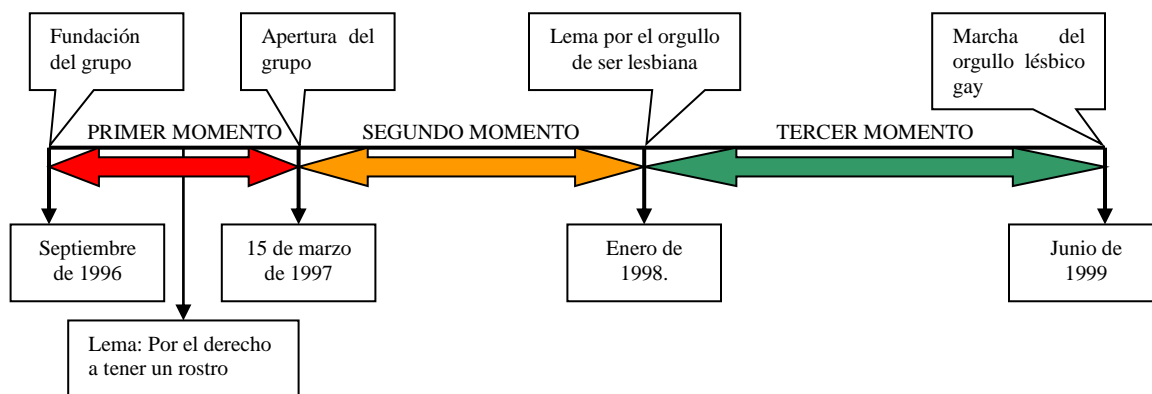 Fundación
del grupo
Apertura del
grupo
Lema por el orgullo
de ser lesbiana
Marcha del
orgullo lésbico
gay
PRIMER MOMENTO
SEGUNDO MOMENTO
TERCER MOMENTO
Septiembre
de 1996
15 de marzo
de 1997
Enero de
1998.
Junio de
1999
Lema: Por el derecho
a tener un rostro